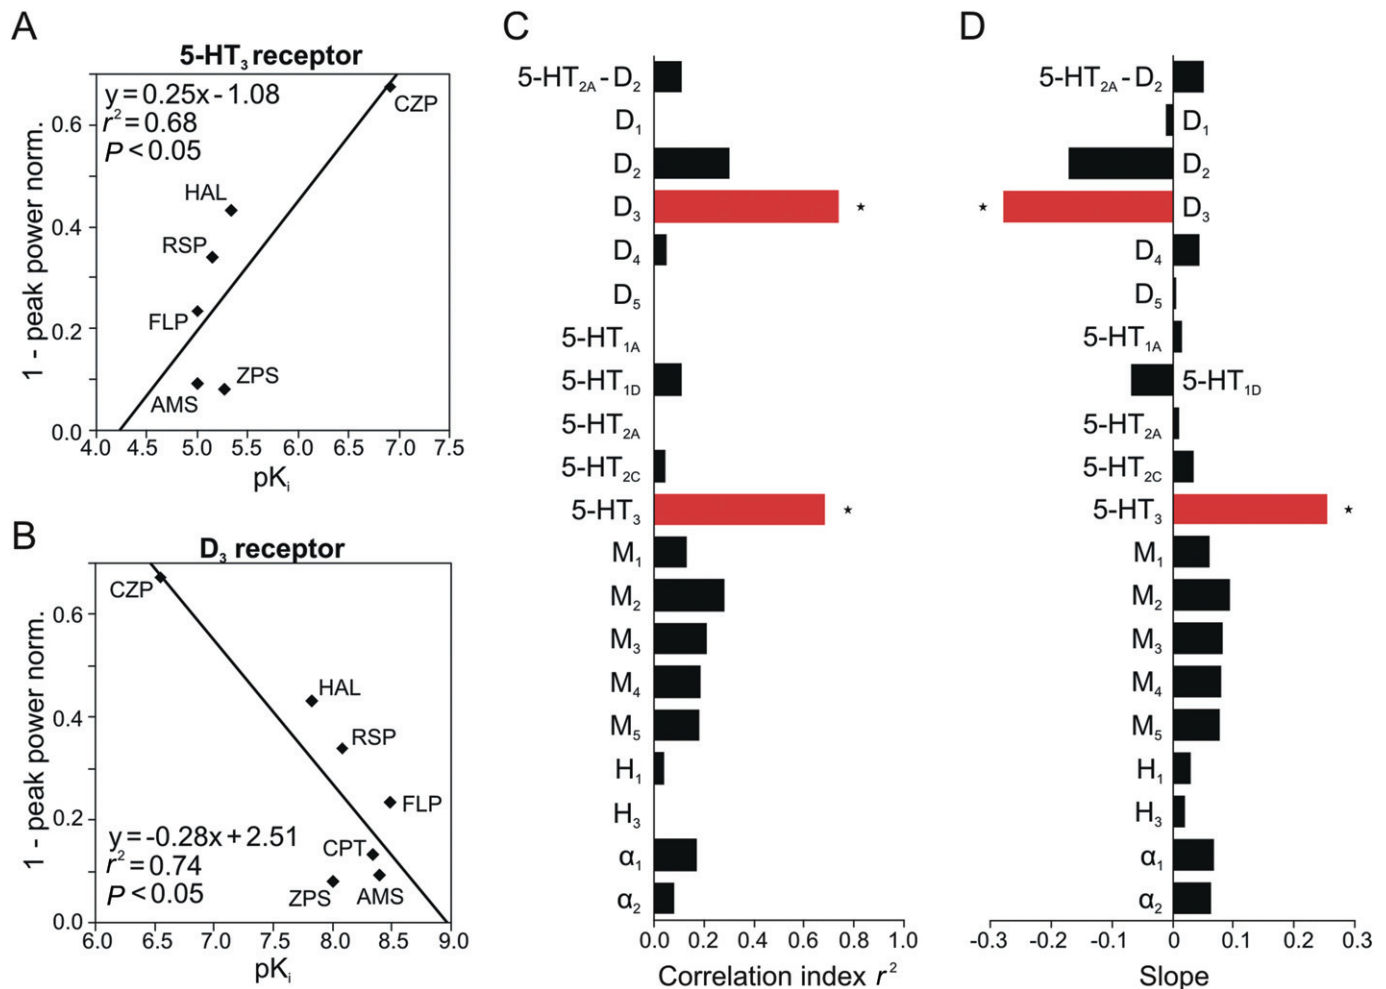 A
5-HT₃ receptor
y=0.25x-1.08
r²=0.68
P<0.05
CZP
HAL
RSP
FLP
ZPS
AMS
1 - peak power norm.
0.6
0.4
0.2
0.0
4.0 4.5 5.0 5.5 6.0 6.5 7.0 7.5
pKᵢ
B
D₃ receptor
CZP
HAL
RSP
FLP
y=-0.28x+2.51
r²=0.74
P<0.05
CPT
ZPS
AMS
1 - peak power norm.
0.6
0.4
0.2
0.0
6.0 6.5 7.0 7.5 8.0 8.5 9.0
pKᵢ
C
5-HT₂A-D₂
D₁
D₂
D₃ *
D₄
D₅
5-HT₁A
5-HT₁D
5-HT₂A
5-HT₂C
5-HT₃ *
M₁
M₂
M₃
M₄
M₅
H₁
H₃
α₁
α₂
0.0 0.2 0.4 0.6 0.8 1.0
Correlation index r²
D
5-HT₂A-D₂
D₁
D₂
* D₃
D₄
D₅
5-HT₁A
5-HT₁D
5-HT₂A
5-HT₂C
5-HT₃ *
M₁
M₂
M₃
M₄
M₅
H₁
H₃
α₁
α₂
-0.3 -0.2 -0.1 0 0.1 0.2 0.3
Slope